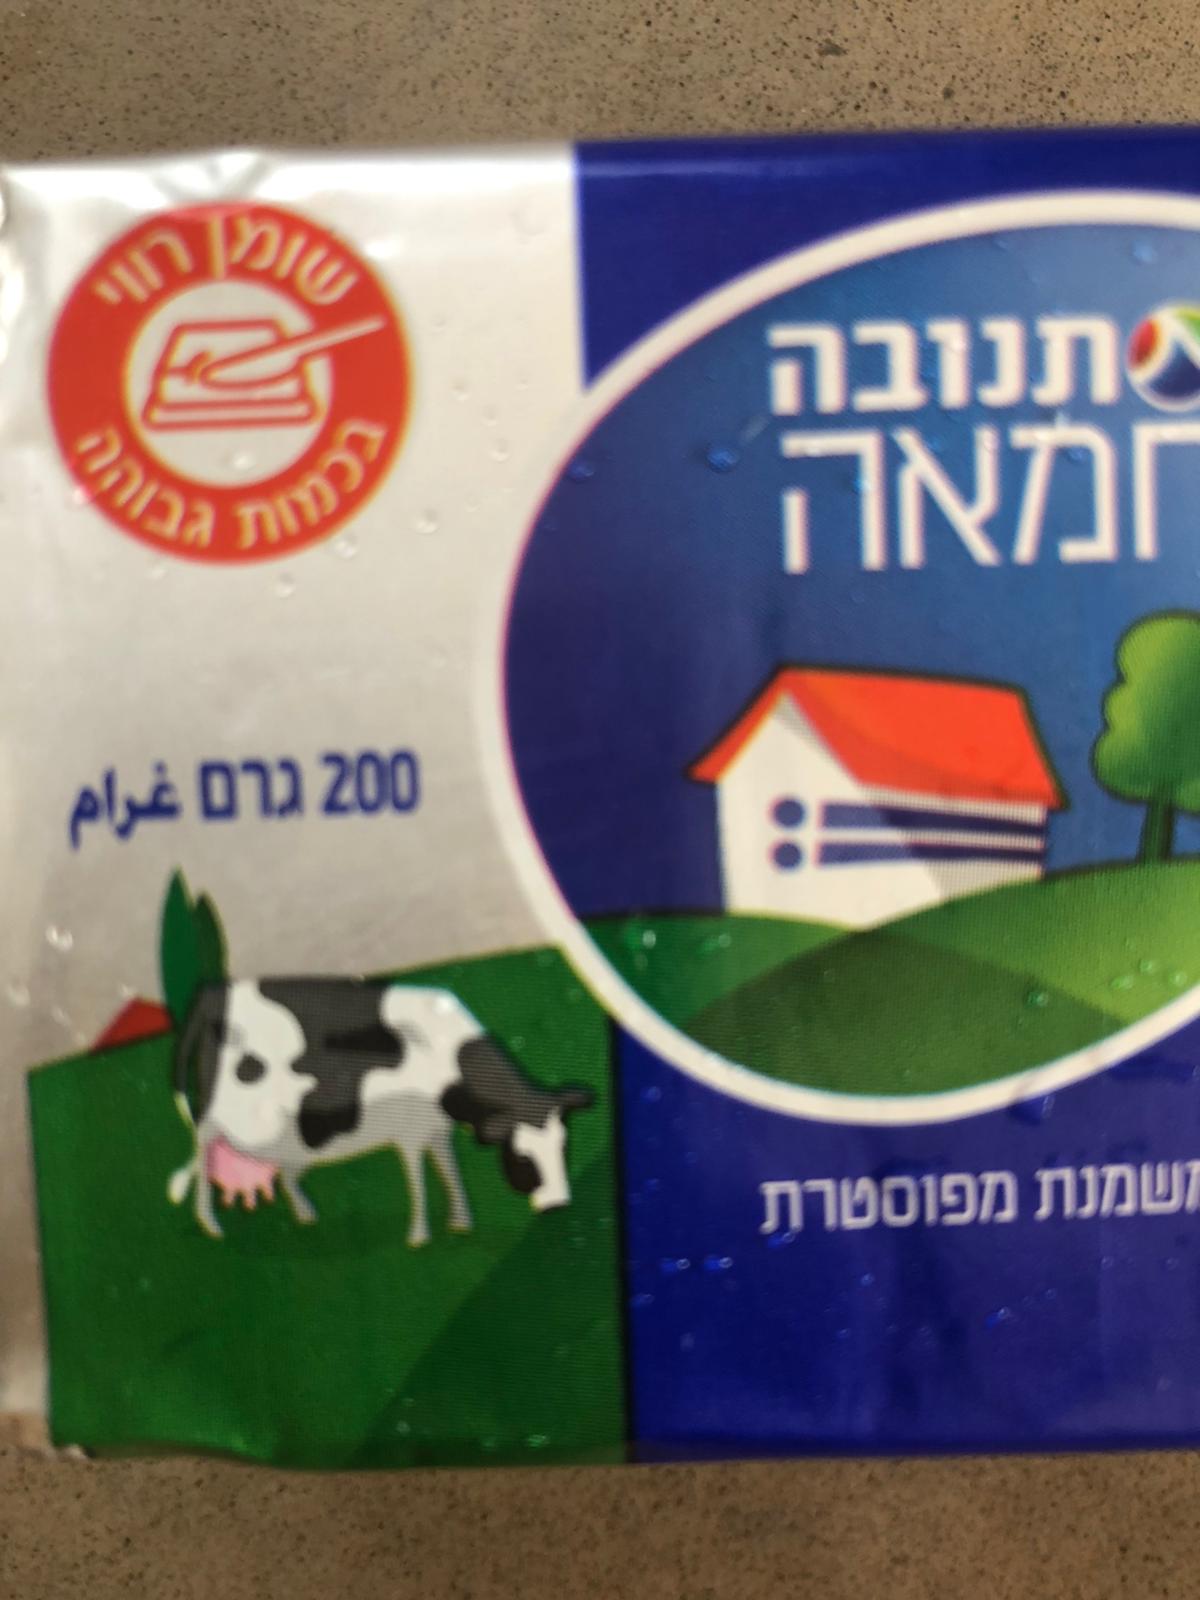 שומן רווי
בכמות גבוהה
תנובה
חמאה
200 גרם غرام
משמנת מפוסטרת